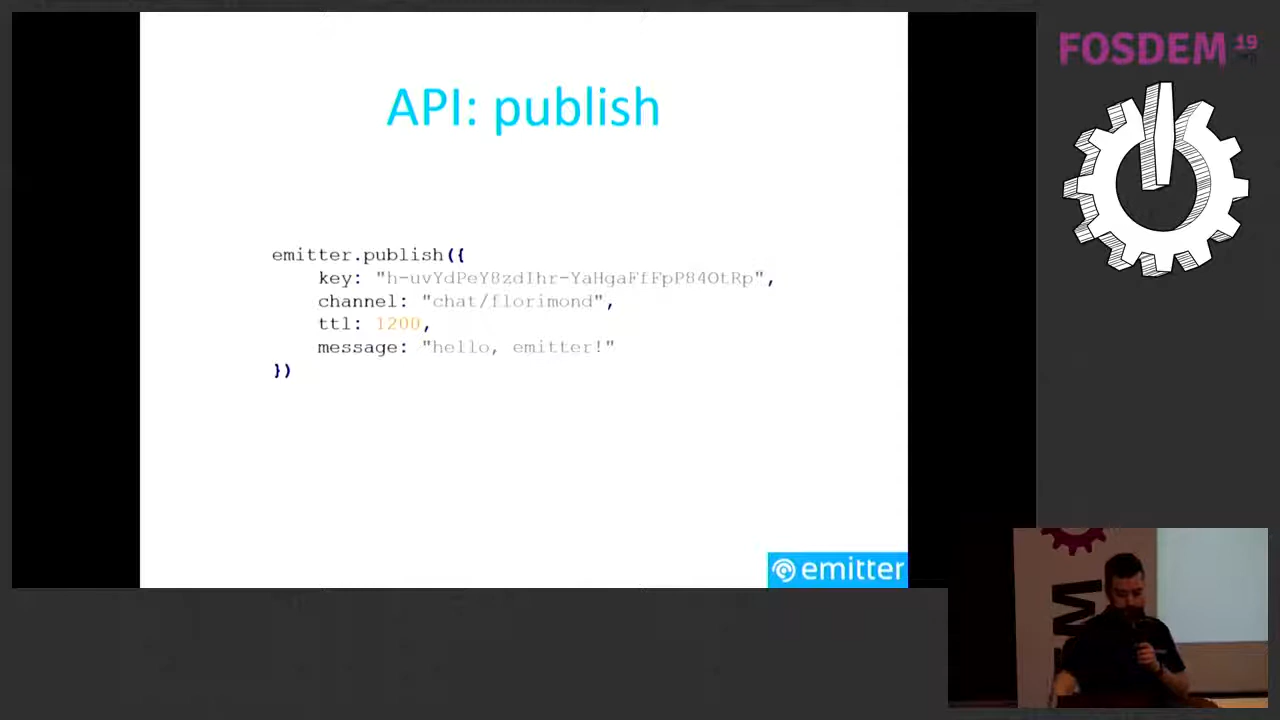 API: publish
emitter.publish({
key: "h-uvYdPeY8zdIhr-YaHgaFfFpP84OtRp",
channel: "chat/florimond",
ttl: 1200,
message: "hello, emitter!"
})
emitter
FOSDEM 19